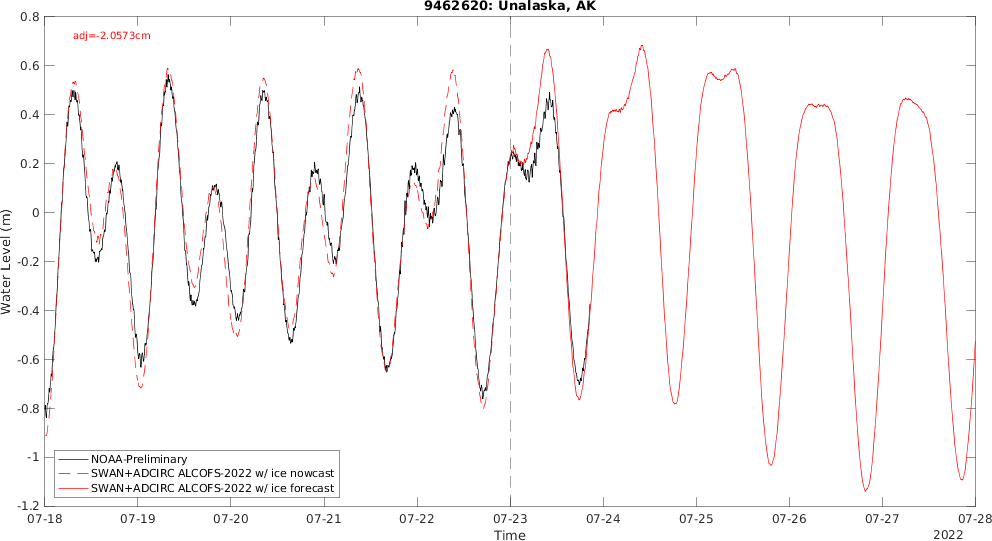 9462620: Unalaska, AK
adj=-2.0573cm
Water Level (m)
0.8
0.6
0.4
0.2
0
-0.2
-0.4
-0.6
-0.8
-1
-1.2
NOAA-Preliminary
SWAN+ADCIRC ALCOFS-2022 w/ ice nowcast
SWAN+ADCIRC ALCOFS-2022 w/ ice forecast
07-18 07-19 07-20 07-21 07-22 07-23 07-24 07-25 07-26 07-27 07-28
Time
2022